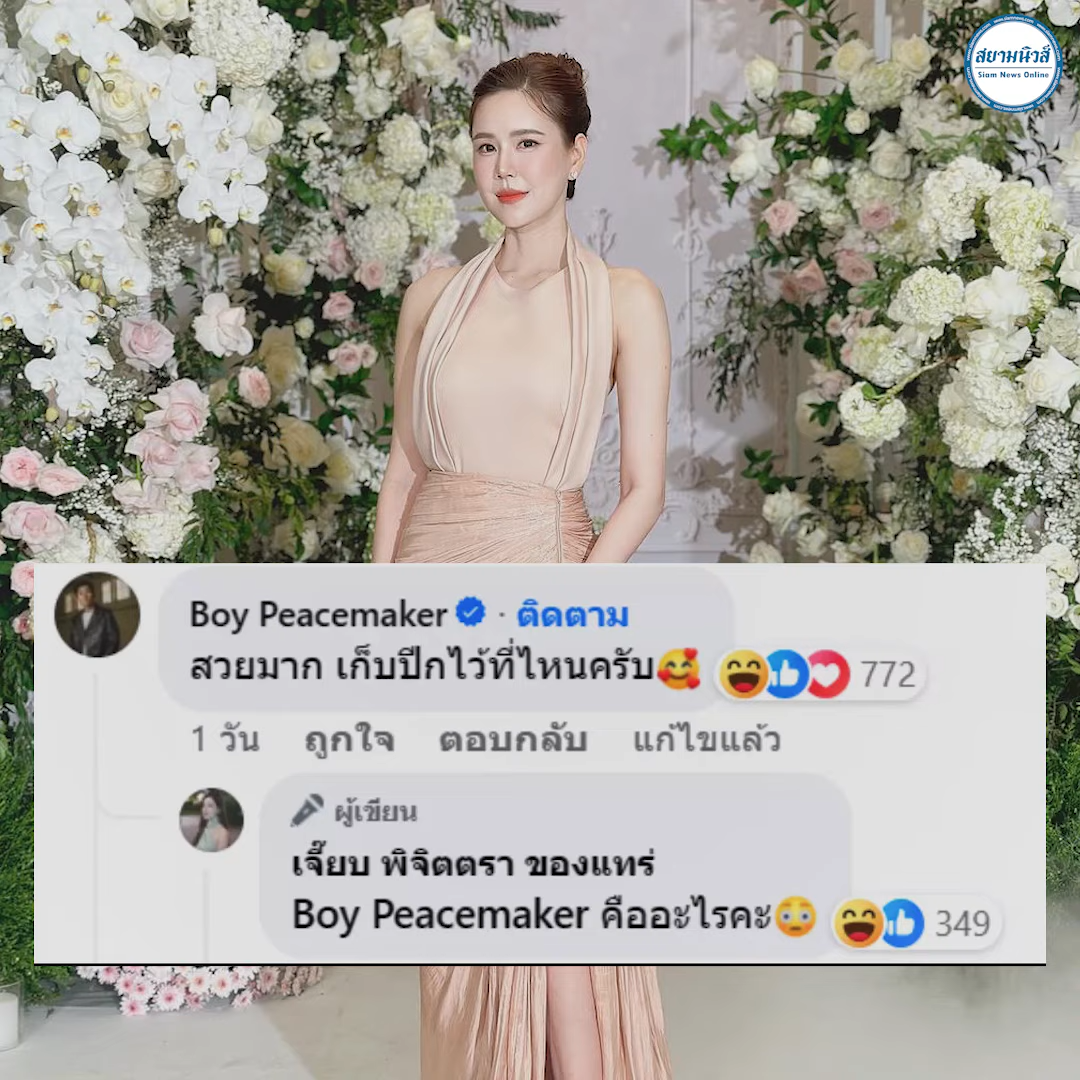 สยามนิวส์
Siam News Online
Boy Peacemaker · ติดตาม
สวยมาก เก็บปีกไว้ที่ไหนครับ🥰 772
1 วัน ถูกใจ ตอบกลับ แก้ไขแล้ว
ผู้เขียน
เจี๊ยบ พิจิตตรา ของแทร่
Boy Peacemaker คืออะไรคะ😳 349